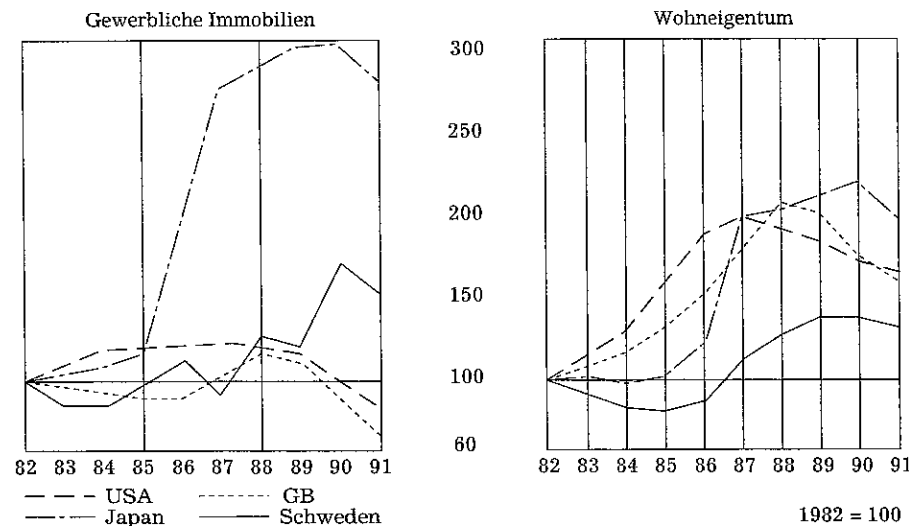 Gewerbliche Immobilien
Wohneigentum
300
250
200
150
100
60
82 83 84 85 86 87 88 89 90 91
82 83 84 85 86 87 88 89 90 91
USA
GB
Japan
Schweden
1982 = 100